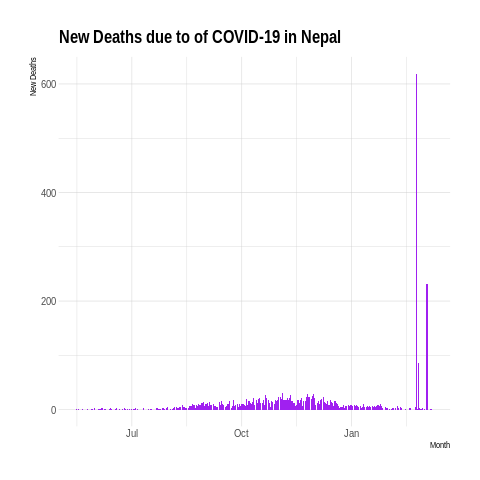 New Deaths due to of COVID-19 in Nepal
New Deaths
600
400
200
0
Jul
Oct
Jan
Month